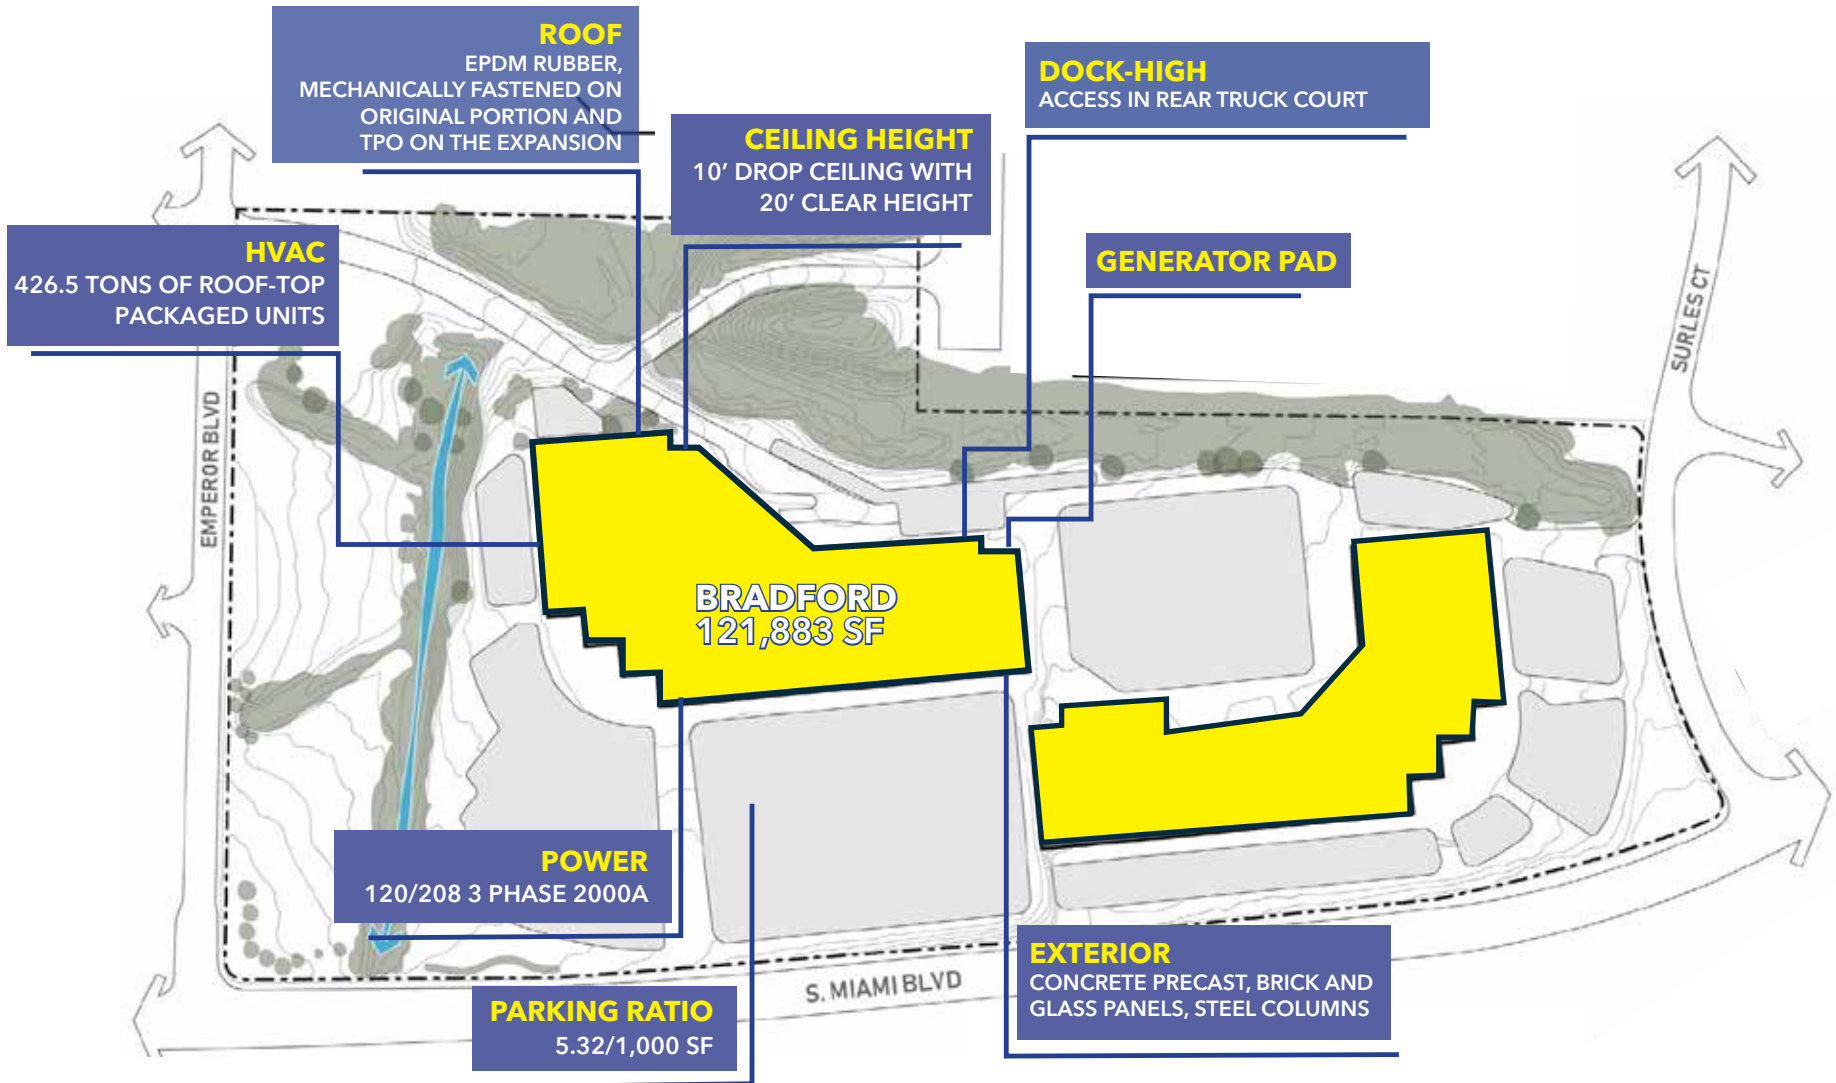 ROOF
EPDM RUBBER,
MECHANICALLY FASTENED ON
ORIGINAL PORTION AND
TPO ON THE EXPANSION
DOCK-HIGH
ACCESS IN REAR TRUCK COURT
CEILING HEIGHT
10’ DROP CEILING WITH
20’ CLEAR HEIGHT
HVAC
426.5 TONS OF ROOF-TOP
PACKAGED UNITS
GENERATOR PAD
SURLES CT
EMPEROR BLVD
BRADFORD
121,883 SF
POWER
120/208 3 PHASE 2000A
EXTERIOR
CONCRETE PRECAST, BRICK AND
GLASS PANELS, STEEL COLUMNS
S. MIAMI BLVD
PARKING RATIO
5.32/1,000 SF